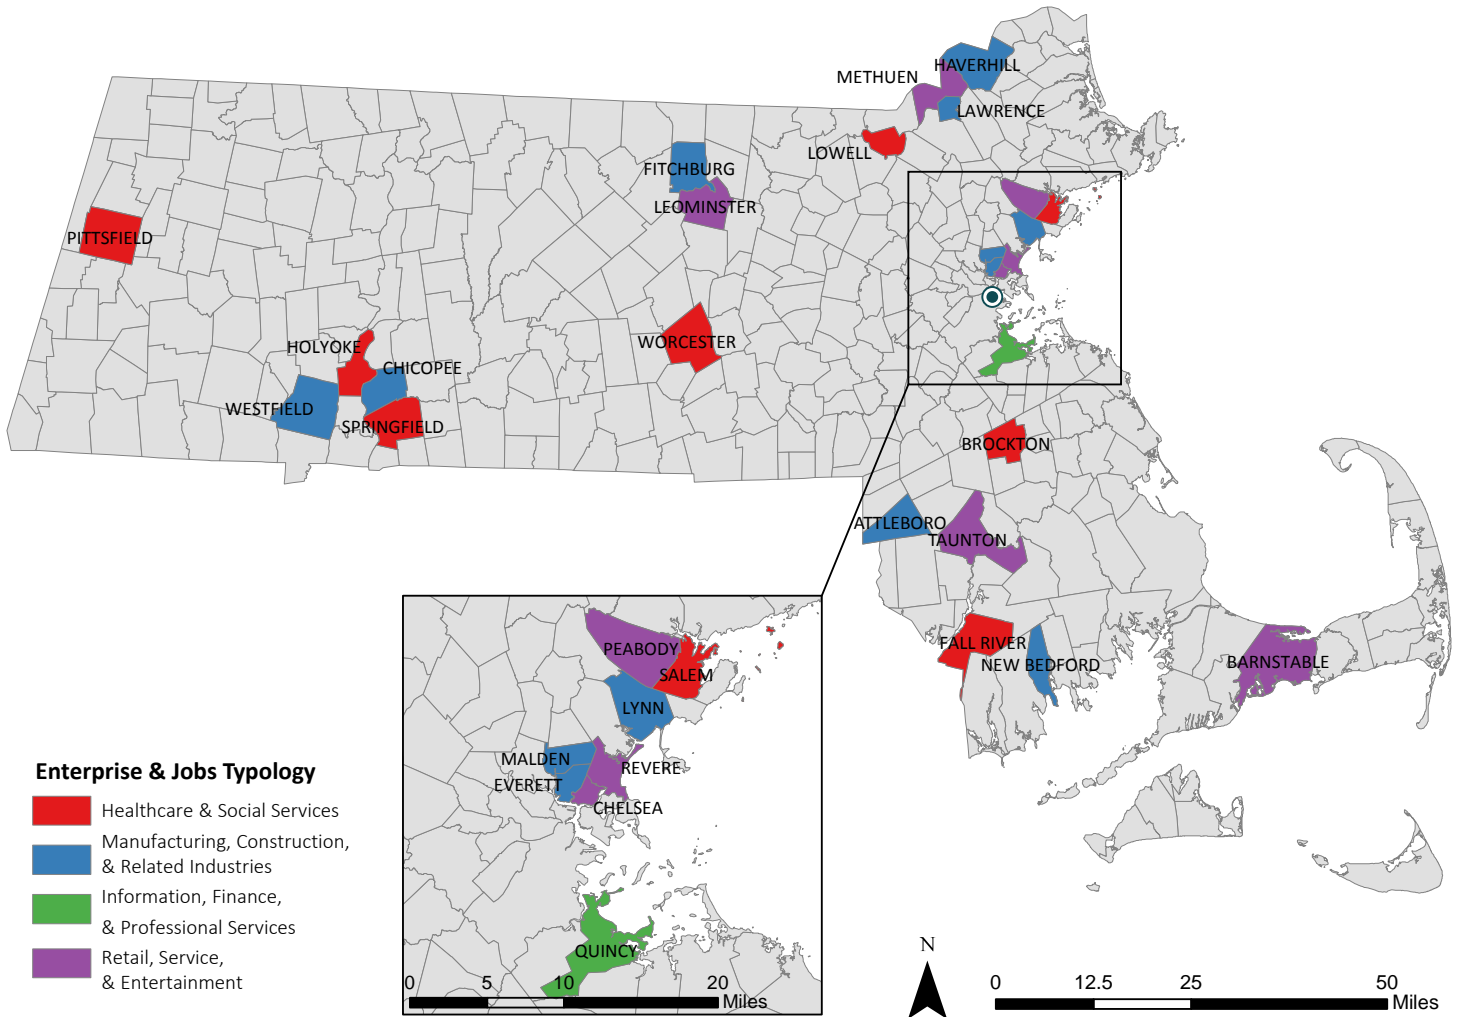 HAVERHILL
METHUEN
LAWRENCE
LOWELL
FITCHBURG
LEOMINSTER
PITTSFIELD
WORCESTER
HOLYOKE
CHICOPEE
WESTFIELD
SPRINGFIELD
BROCKTON
ATTLEBORO
TAUNTON
FALL RIVER
NEW BEDFORD
BARNSTABLE
PEABODY
SALEM
LYNN
MALDEN
REVERE
EVERETT
CHELSEA
QUINCY
0 5 10 20
Miles
Enterprise & Jobs Typology
Healthcare & Social Services
Manufacturing, Construction,
& Related Industries
Information, Finance,
& Professional Services
Retail, Service,
& Entertainment
N
0 12.5 25 50
Miles